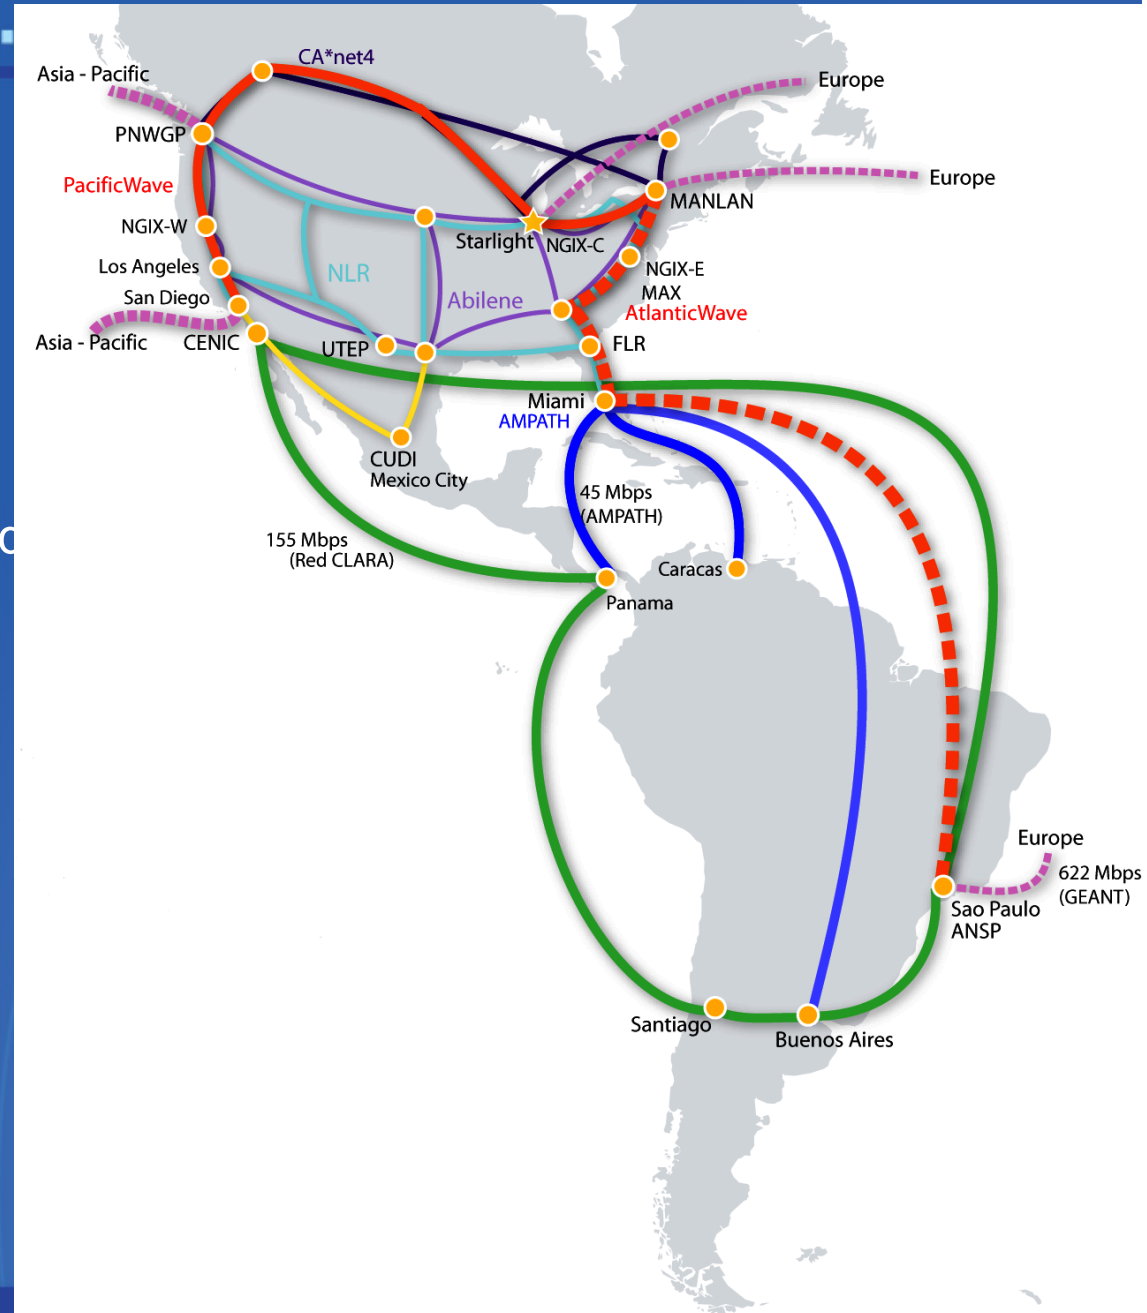 CA*net4
Asia - Pacific
Europe
PNWGP
PacificWave
Europe
MANLAN
NGIX-W
Starlight
NGIX-C
Los Angeles
NLR
NGIX-E
MAX
San Diego
Abilene
AtlanticWave
Asia - Pacific
CENIC
UTEP
FLR
Miami
AMPATH
CUDI
Mexico City
45 Mbps
(AMPATH)
155 Mbps
(Red CLARA)
Caracas
Panama
Europe
622 Mbps
(GEANT)
Sao Paulo
ANSP
Santiago
Buenos Aires